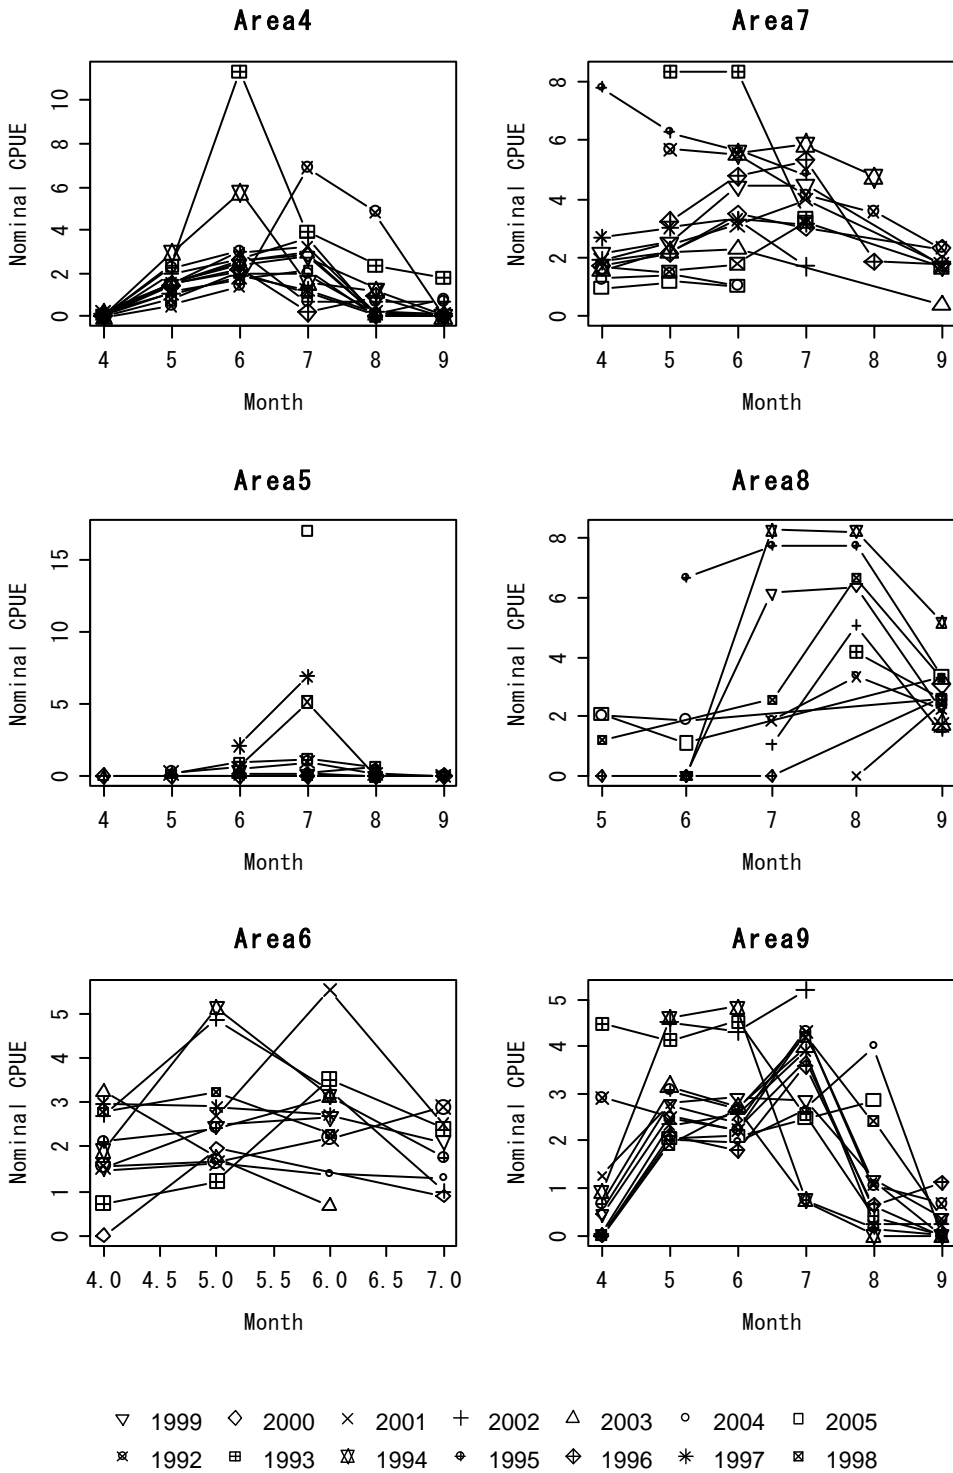 Area4
Nominal CPUE
0 2 4 6 8 10
4 5 6 7 8 9
Month
Area7
Nominal CPUE
0 2 4 6 8
4 5 6 7 8 9
Month
Area5
Nominal CPUE
0 5 10 15
4 5 6 7 8 9
Month
Area8
Nominal CPUE
0 2 4 6 8
5 6 7 8 9
Month
Area6
Nominal CPUE
0 1 2 3 4 5
4.0 4.5 5.0 5.5 6.0 6.5 7.0
Month
Area9
Nominal CPUE
0 1 2 3 4 5
4 5 6 7 8 9
Month
1999 2000 2001 2002 2003 2004 2005
1992 1993 1994 1995 1996 1997 1998